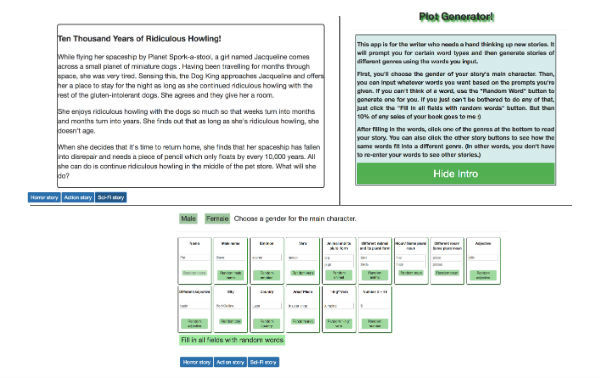 Ten Thousand Years of Ridiculous Howling!
While flying her spaceship by Planet Spork-a-stool, a girl named Jacqueline comes
across a small planet of miniature dogs . Having been travelling for months through
space, she was very tired. Sensing this, the Dog King approaches Jacqueline and offers
her a place to stay for the night as long as she continued ridiculous howling with the
rest of the gluten-intolerant dogs. She agrees and they give her a room.
She enjoys ridiculous howling with the dogs so much so that weeks turn into months
and months turn into years. She finds out that as long as she's ridiculous howling, she
doesn't age.
When she decides that it's time to return home, she finds that her spaceship has fallen
into disrepair and needs a piece of pencil which only floats by every 10,000 years. All
she can do is continue ridiculous howling in the middle of the pet store. What will she
do?
Horror story Action story Sci-Fi story
Plot Generator!
This app is for the writer who needs a hard thinking up new stories. It
will prompt you for certain word types and then generate stories of
different genres using the words you input.
First, you'll choose the gender of your story's main character. Then,
you can input whatever words you want based on the prompts you're
given. If you can't think of a word, use the "Random Word" button to
generate one for you. If you just can't be bothered to do any of that,
just click the "Fill in all fields with random words" button. But then
10% of any sales of your book goes to me :)
After filling in the words, click one of the genres at the bottom to read
your story. You can also click the other story buttons to see how the
same words fit into a different genre. (In other words, you don't have
to re-enter your words to see other stories.)
Hide Intro
Male Female Choose a gender for the main character.
Name Male name Emotion Verb Animal and its plural form Different animal and its plural form Noun/ Same plural noun Different noun/ Same plural noun Adjective
Random male name Random emotion Random verb Random animal Random animal Random noun Random noun Random adjective
Different Adjective City Country Number
Random adjective Random city Random country Random number
Fill in all fields with random words
Horror story Action story Sci-Fi story